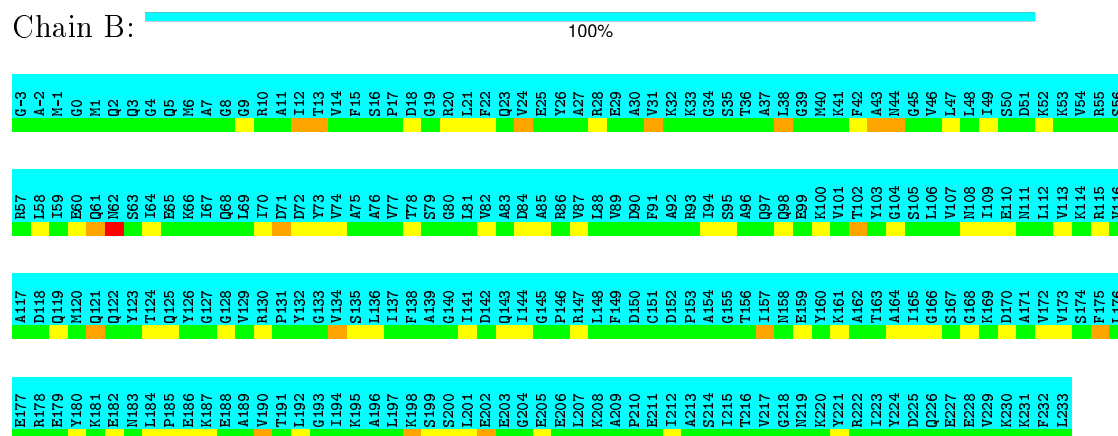 Chain B:
100%
G-3 A-2 M-1 G0 M1 Q2 Q3 G4 Q5 M6 A7 G8 G9 R10 A11 I12 T13 V14 F15 S16 P17 D18 G19 R20 L21 F22 Q23 V24 E25 Y26 A27 R28 E29 A30 V31 K32 K33 G34 S35 T36 A37 L38 G39 M40 K41 F42 A43 N44 G45 V46 L47 L48 I49 S50 D51 K52 K53 V54 R55 S56
R57 L58 I59 E60 Q61 N62 S63 I64 E65 K66 I67 Q68 L69 I70 D71 D72 Y73 V74 A75 A76 V77 T78 S79 G80 L81 V82 A83 D84 A85 R86 V87 L88 V89 D90 F91 A92 R93 I94 S95 A96 Q97 Q98 E99 K100 V101 T102 Y103 G104 S105 L106 V107 N108 I109 E110 N111 L112 V113 K114 R115
A117 D118 Q119 M120 Q121 Q122 Y123 T124 Q125 Y126 G127 G128 V129 R130 P131 Y132 G133 V134 S135 L136 I137 F138 A139 G140 I141 D142 Q143 I144 G145 P146 R147 L148 F149 D150 C151 D152 P153 A154 G155 T156 I157 N158 E159 Y160 K161 A162 T163 A164 I165 G166 S167 G168 K169 D170 A171 V172 V173 S174 F175
E177 R178 E179 Y180 K181 E182 N183 L184 P185 E186 K187 E188 A189 V190 T191 L192 G193 I194 K195 A196 L197 K198 S199 S200 L201 E202 E203 G204 E205 E206 L207 K208 A209 P210 E211 I212 A213 S214 I215 T216 V217 G218 N219 K220 Y221 R222 I223 Y224 D225 Q226 E227 E228 V229 K230 K231 F232 L233